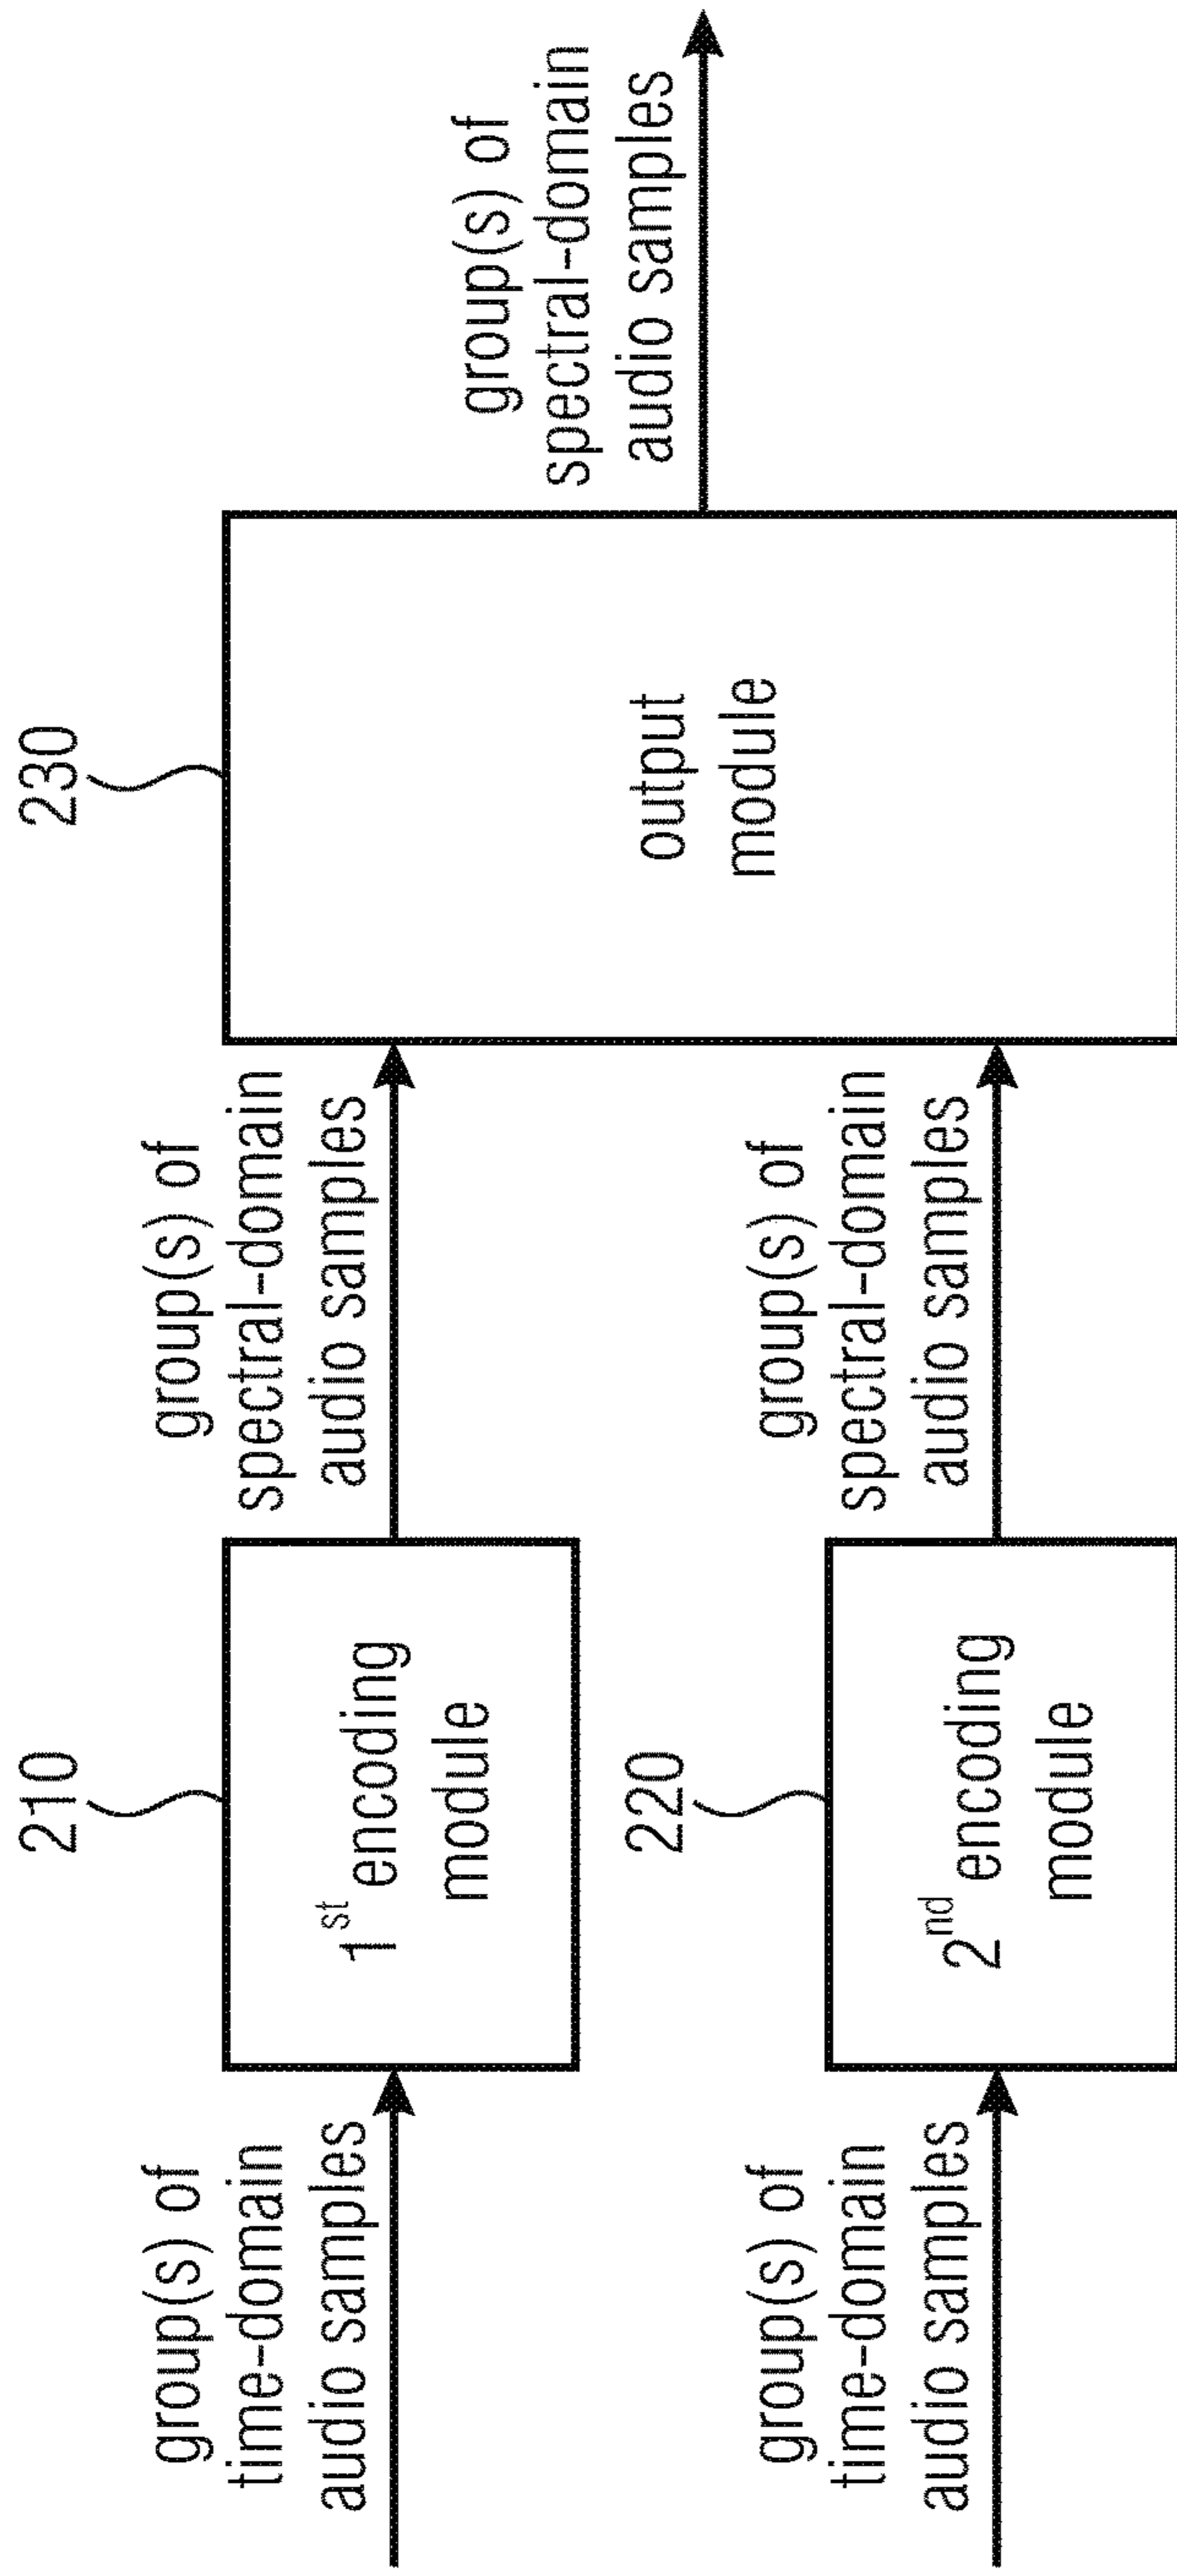 210
230
group(s) of
time-domain
audio samples
1st encoding
module
group(s) of
spectral-domain
audio samples
output
module
group(s) of
spectral-domain
audio samples
220
group(s) of
time-domain
audio samples
2nd encoding
module
group(s) of
spectral-domain
audio samples